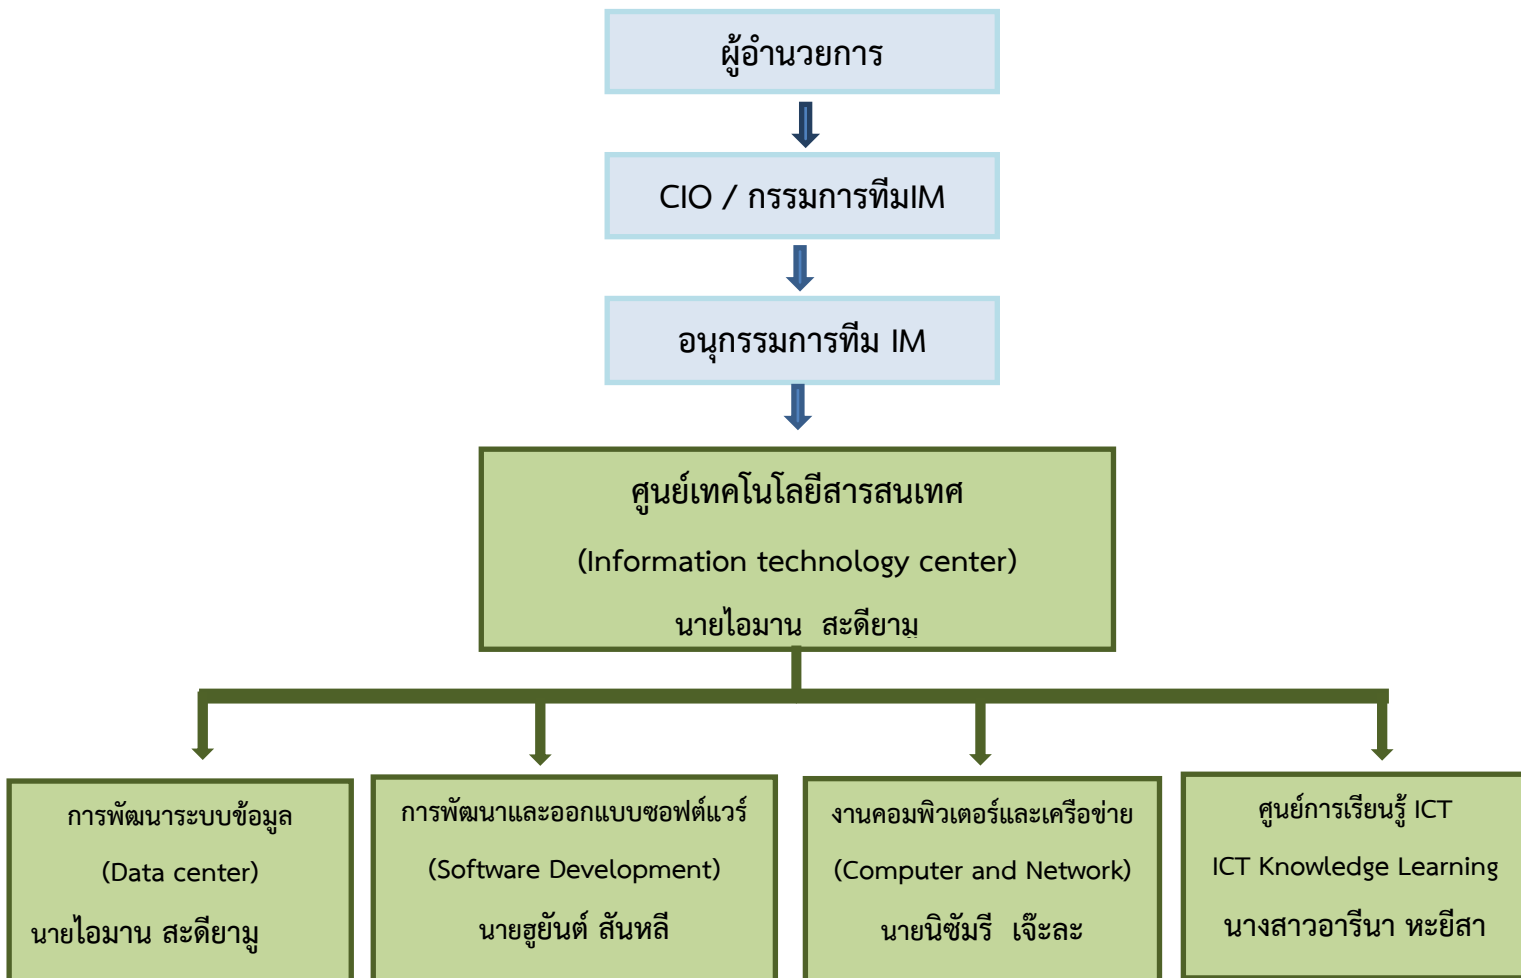 ผู้อำนวยการ
CIO / กรรมการทีมIM
อนุกรรมการทีม IM
ศูนย์เทคโนโลยีสารสนเทศ
(Information technology center)
นายไอมาน สะดียามู
การพัฒนาระบบข้อมูล
(Data center)
นายไอมาน สะดียามู
การพัฒนาและออกแบบซอฟต์แวร์
(Software Development)
นายฮูยันต์ สันหลี
งานคอมพิวเตอร์และเครือข่าย
(Computer and Network)
นายนิซัมรี เจ๊ะละ
ศูนย์การเรียนรู้ ICT
ICT Knowledge Learning
นางสาวอารีนา หะยีสา